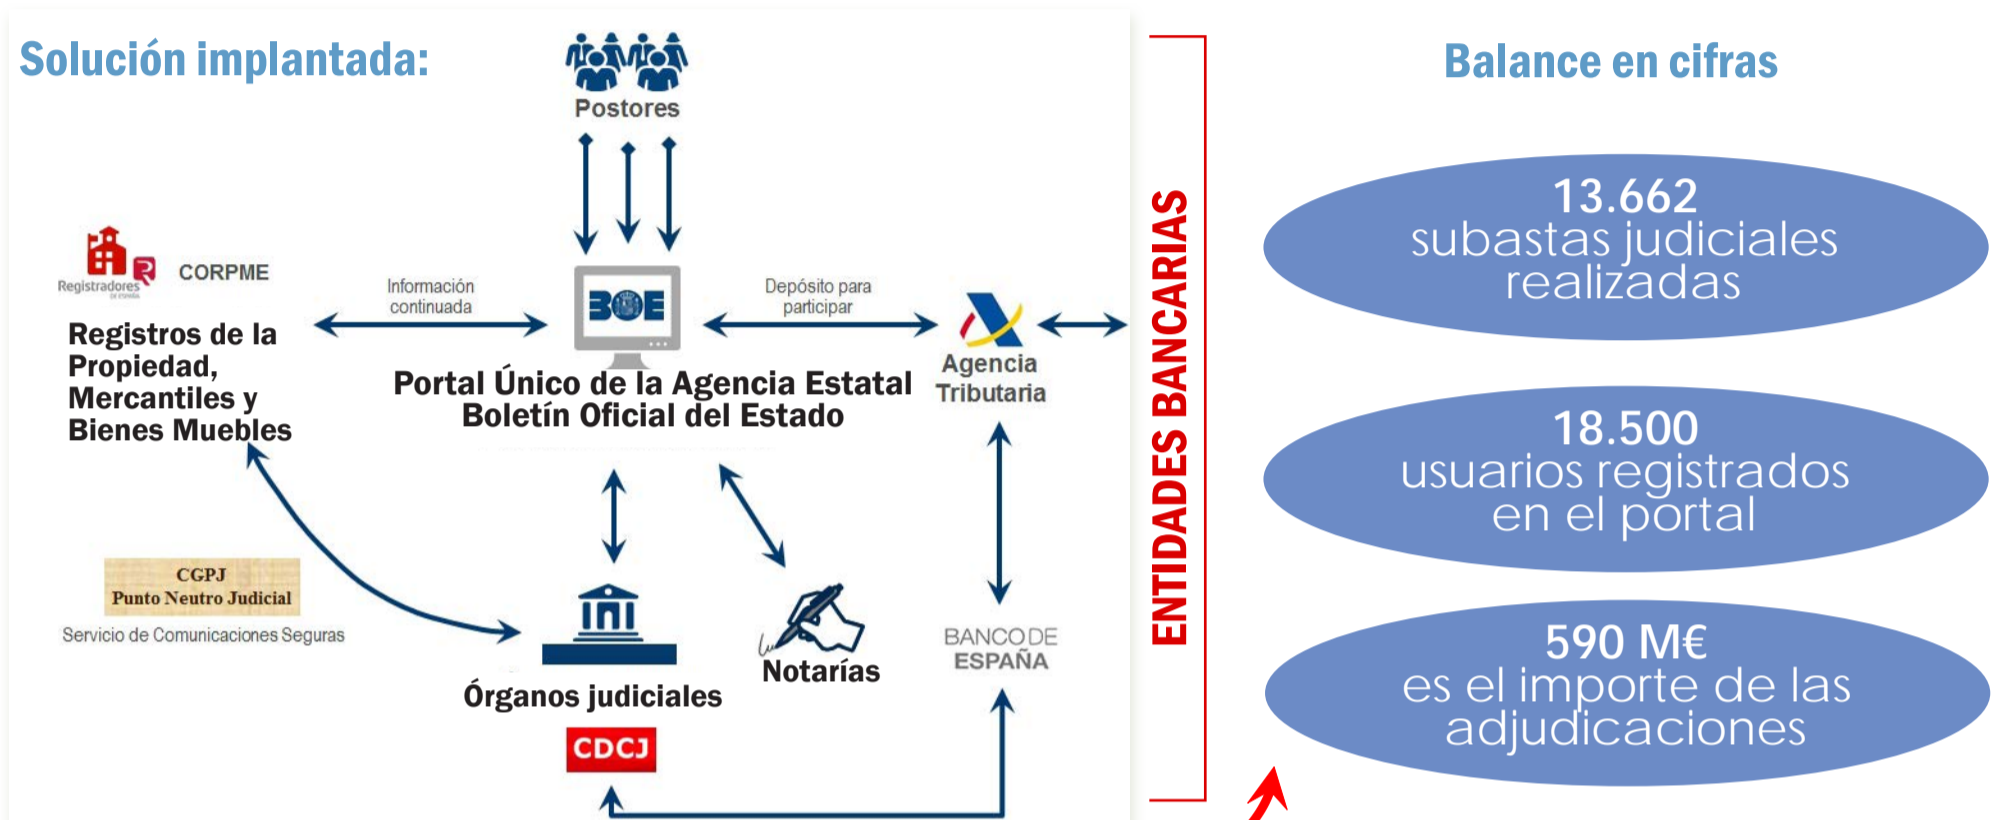 Solución implantada:
Postores
Registradores
DE ESPAÑA
CORPME
Registros de la
Propiedad,
Mercantiles y
Bienes Muebles
Información
continuada
BOE
Depósito para
participar
Portal Único de la Agencia Estatal
Boletín Oficial del Estado
Agencia
Tributaria
CGPJ
Punto Neutro Judicial
Servicio de Comunicaciones Seguras
Órganos judiciales
CDCJ
Notarías
BANCO DE
ESPAÑA
ENTIDADES BANCARIAS
Balance en cifras
13.662
subastas judiciales
realizadas
18.500
usuarios registrados
en el portal
590 M€
es el importe de las
adjudicaciones